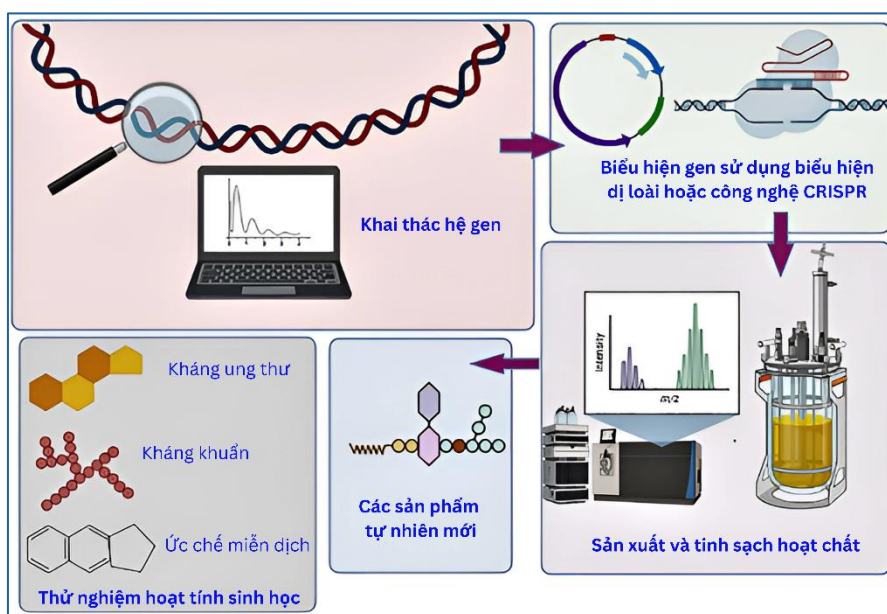 Khai thác hệ gen
Biểu hiện gen sử dụng biểu hiện
dị loài hoặc công nghệ CRISPR
Intensity
m/z
Sản xuất và tinh sạch hoạt chất
Các sản phẩm
tự nhiên mới
Kháng ung thư
Kháng khuẩn
Ức chế miễn dịch
Thử nghiệm hoạt tính sinh học